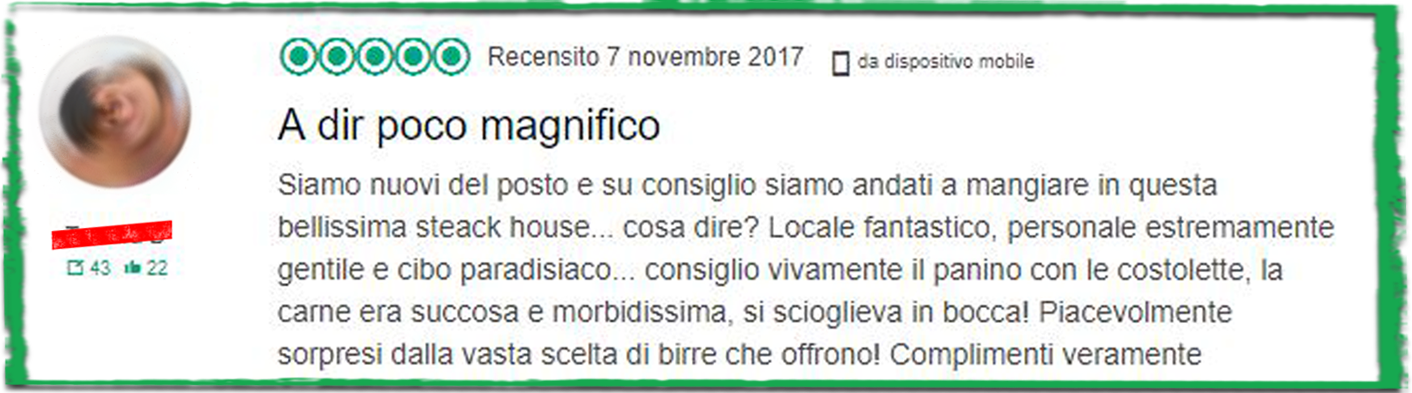 Recensito 7 novembre 2017 da dispositivo mobile
A dir poco magnifico
Siamo nuovi del posto e su consiglio siamo andati a mangiare in questa
bellissima steack house... cosa dire? Locale fantastico, personale estremamente
gentile e cibo paradisiaco... consiglio vivamente il panino con le costolette, la
carne era succosa e morbidissima, si scioglieva in bocca! Piacevolmente
sorpresi dalla vasta scelta di birre che offrono! Complimenti veramente
43 22